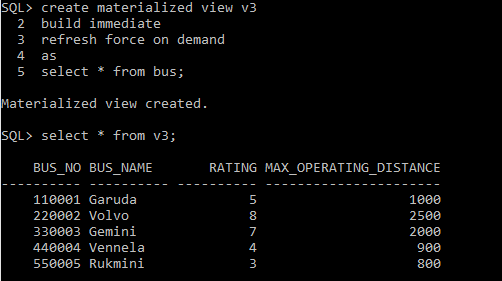 SQL> create materialized view v3
  2  build immediate
  3  refresh force on demand
  4  as
  5  select * from bus;
Materialized view created.
SQL> select * from v3;
    BUS_NO BUS_NAME       RATING MAX_OPERATING_DISTANCE
---------- ---------- ---------- ----------------------
    110001 Garuda              5                   1000
    220002 Volvo               8                   2500
    330003 Gemini              7                   2000
    440004 Vennela             4                    900
    550005 Rukmini             3                    800